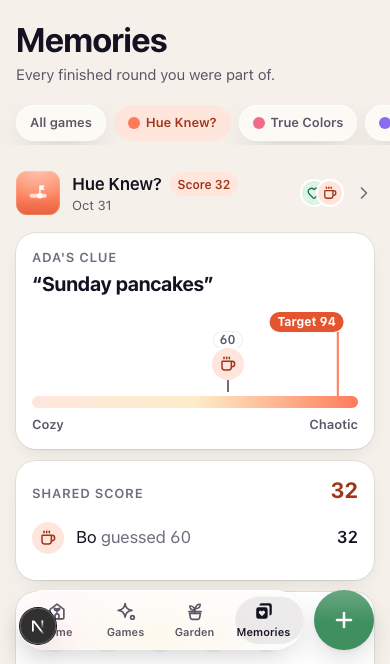 Memories
Every finished round you were part of.
All games
Hue Knew?
True Colors
Hue Knew? Score 32
Oct 31
ADA'S CLUE
“Sunday pancakes”
Target 94
60
Cozy Chaotic
SHARED SCORE 32
Bo guessed 60 32
N
Games
Garden
Memories